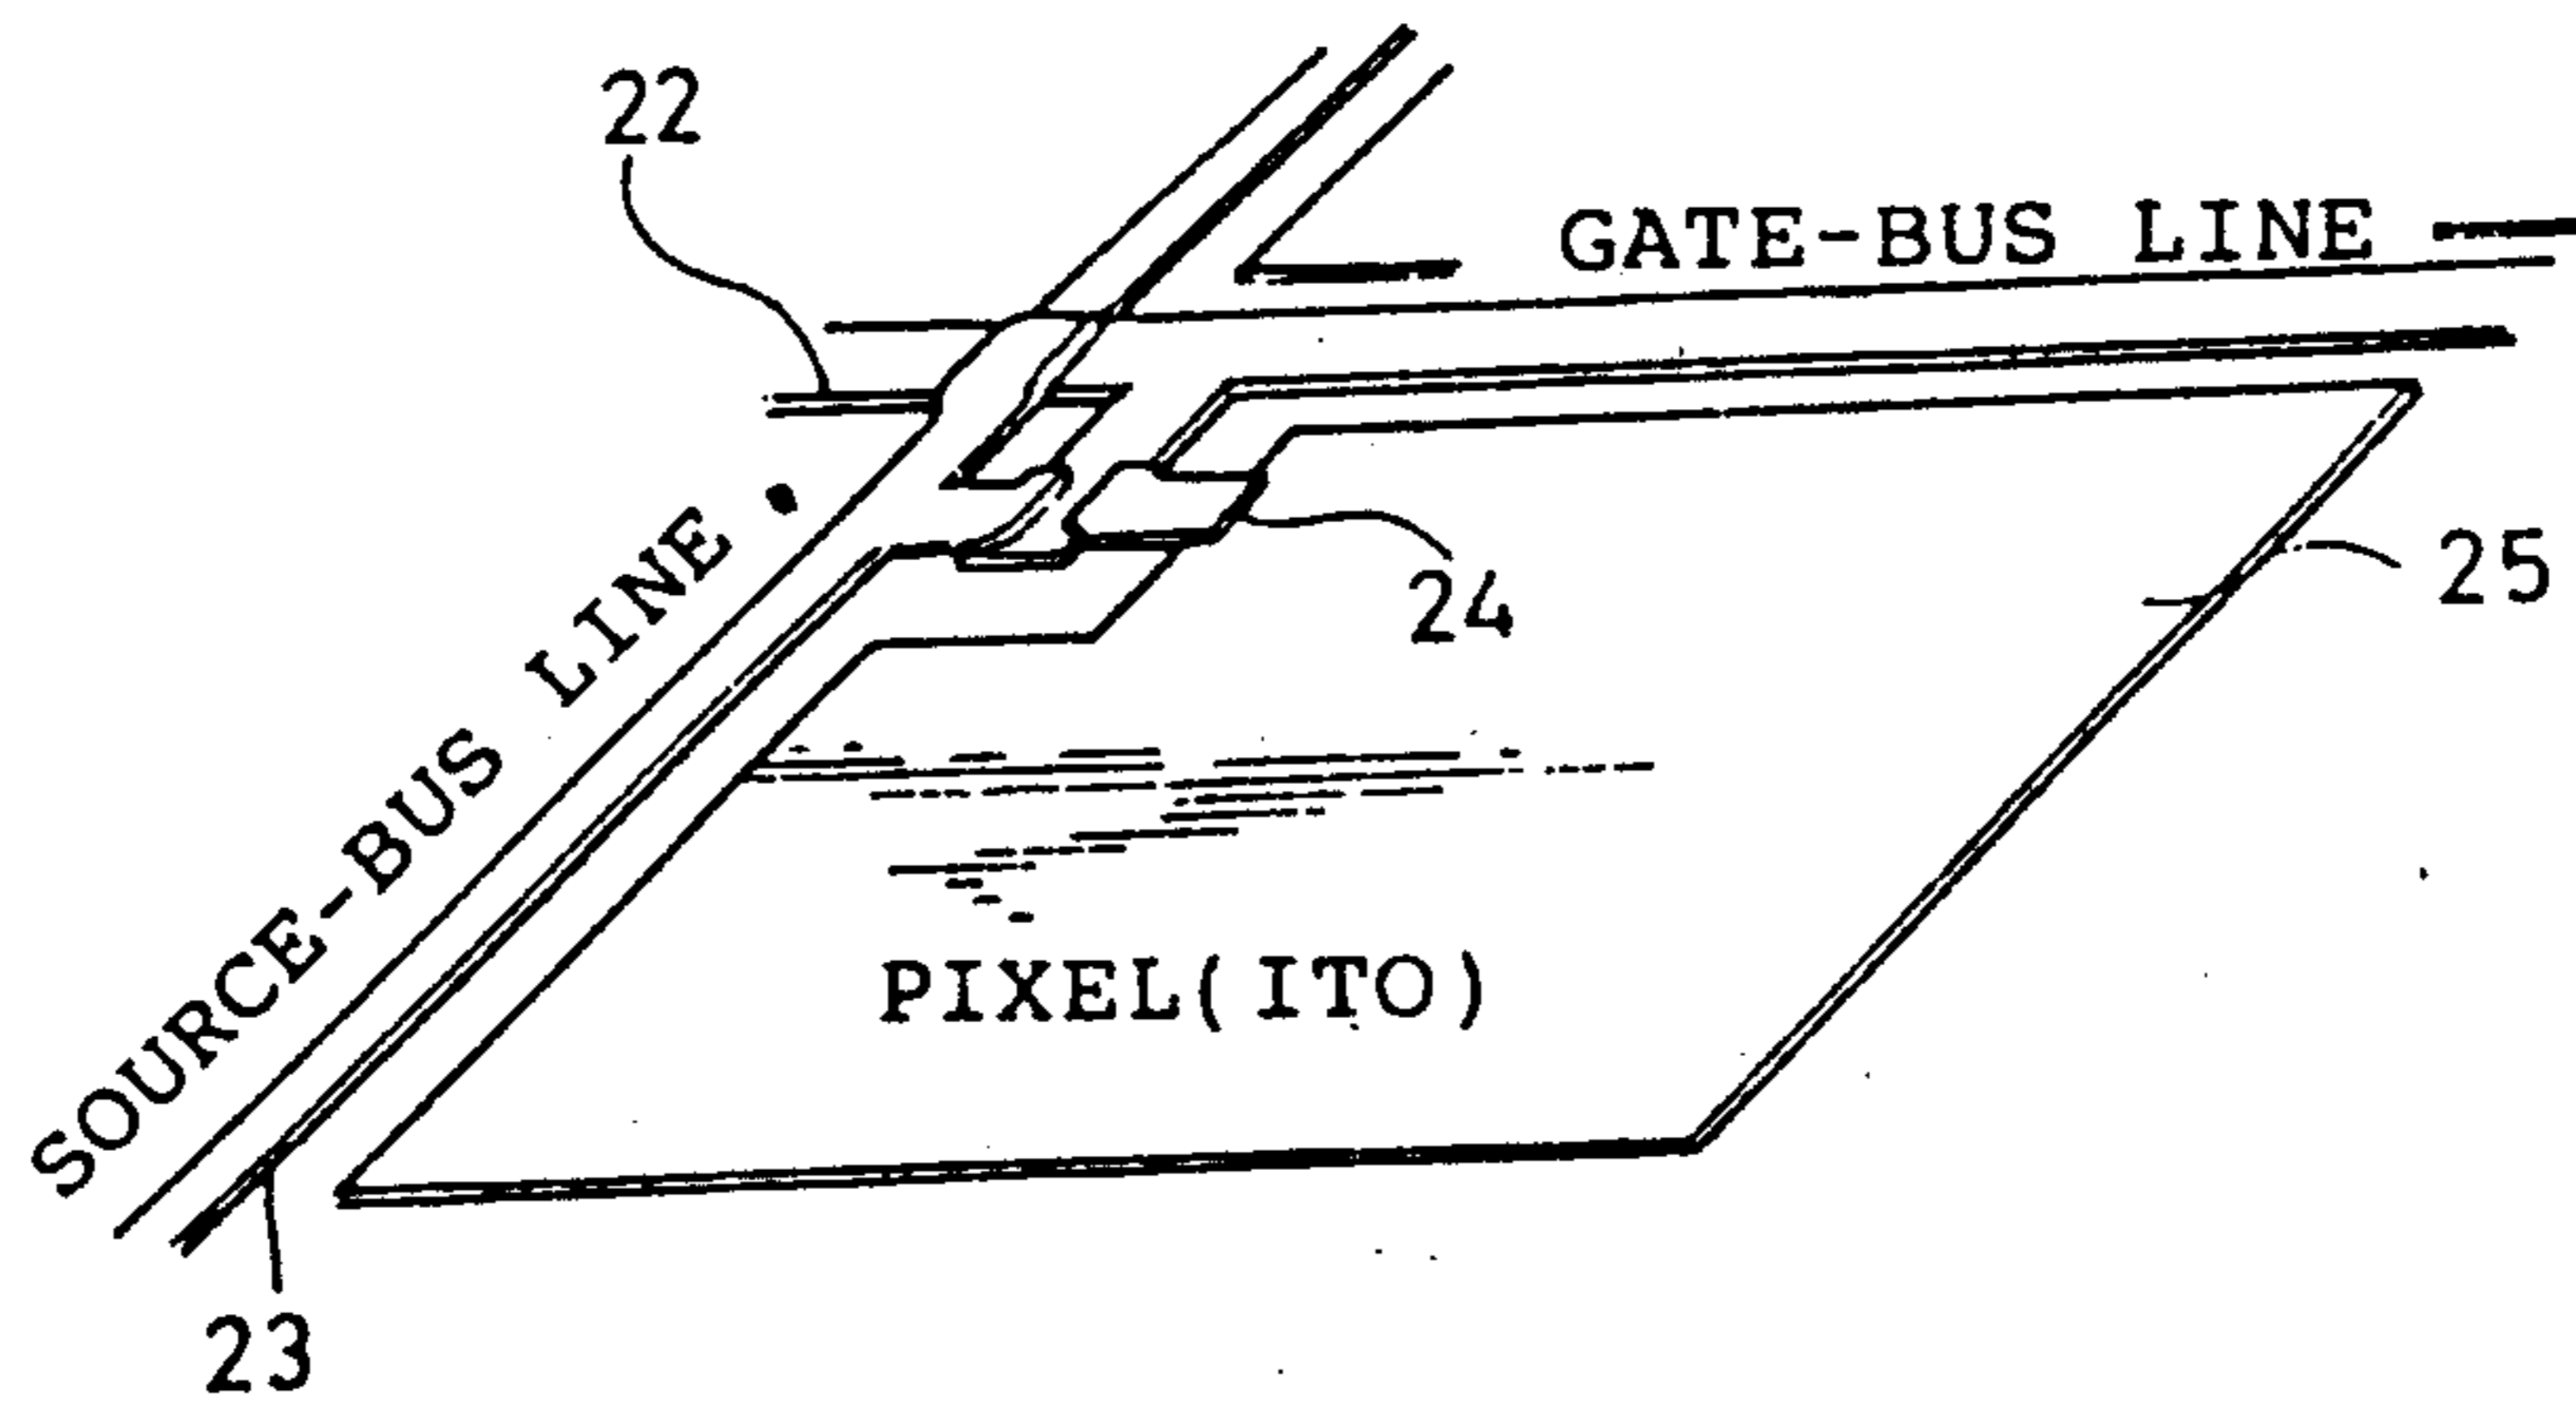 22
GATE-BUS LINE
SOURCE-BUS LINE
24
25
PIXEL(ITO)
23